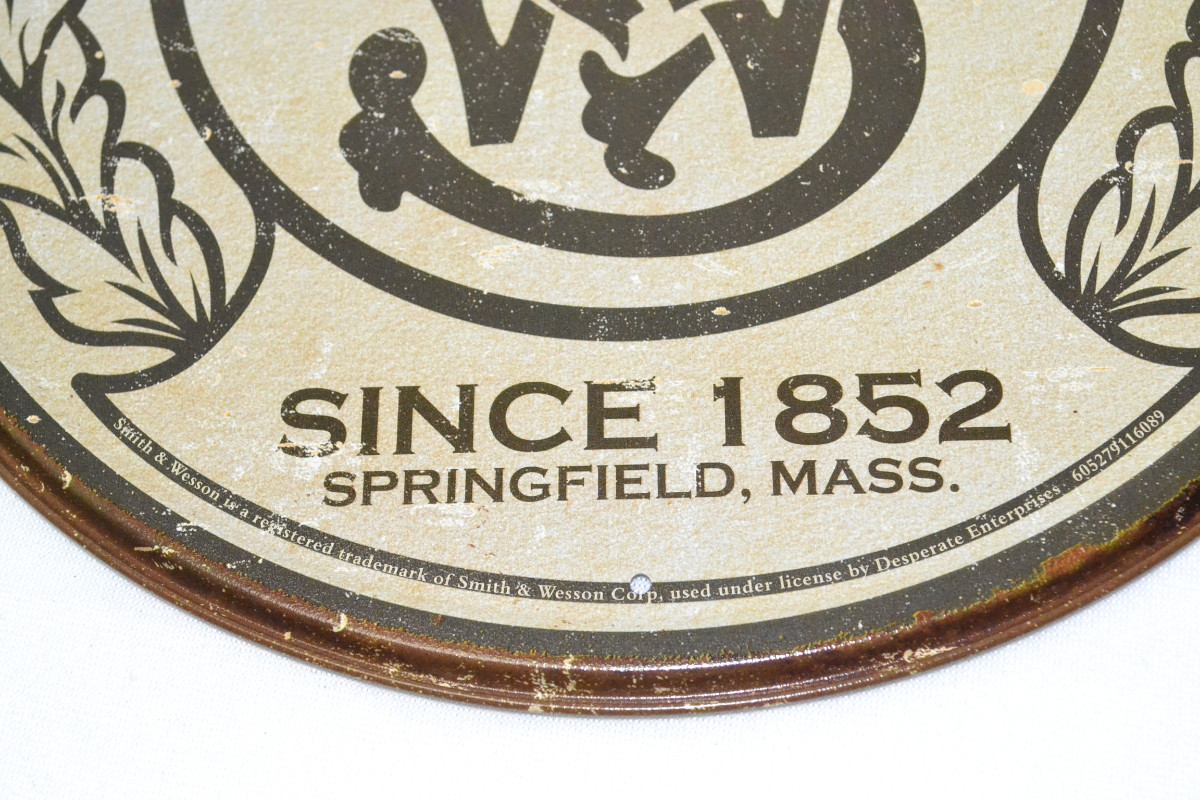 SINCE 1852
SPRINGFIELD, MASS.
Smith & Wesson is a registered trademark of Smith & Wesson Corp, used under license by Desperate Enterprises 605279116089